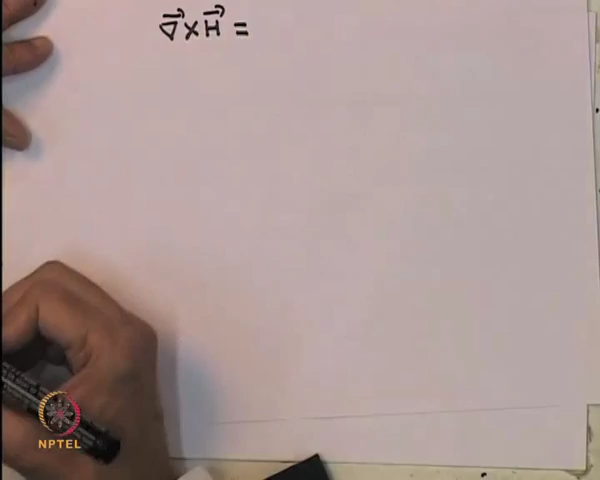 ∇⃗ × H⃗ =
NPTEL